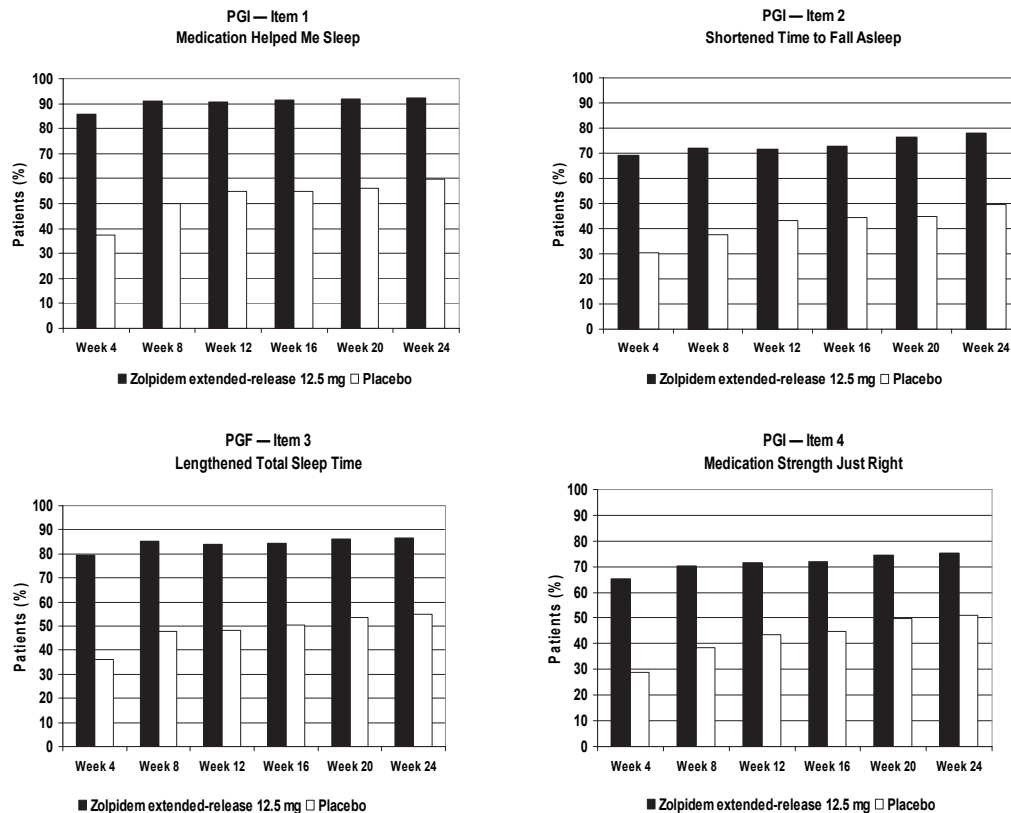 PGI — Item 1
Medication Helped Me Sleep
Patients (%)
100
90
80
70
60
50
40
30
20
10
0
Week 4 Week 8 Week 12 Week 16 Week 20 Week 24
Zolpidem extended-release 12.5 mg Placebo
PGI — Item 2
Shortened Time to Fall Asleep
Patients (%)
100
90
80
70
60
50
40
30
20
10
0
Week 4 Week 8 Week 12 Week 16 Week 20 Week 24
Zolpidem extended-release 12.5 mg Placebo
PGF — Item 3
Lengthened Total Sleep Time
Patients (%)
100
90
80
70
60
50
40
30
20
10
0
Week 4 Week 8 Week 12 Week 16 Week 20 Week 24
Zolpidem extended-release 12.5 mg Placebo
PGI — Item 4
Medication Strength Just Right
Patients (%)
100
90
80
70
60
50
40
30
20
10
0
Week 4 Week 8 Week 12 Week 16 Week 20 Week 24
Zolpidem extended-release 12.5 mg Placebo